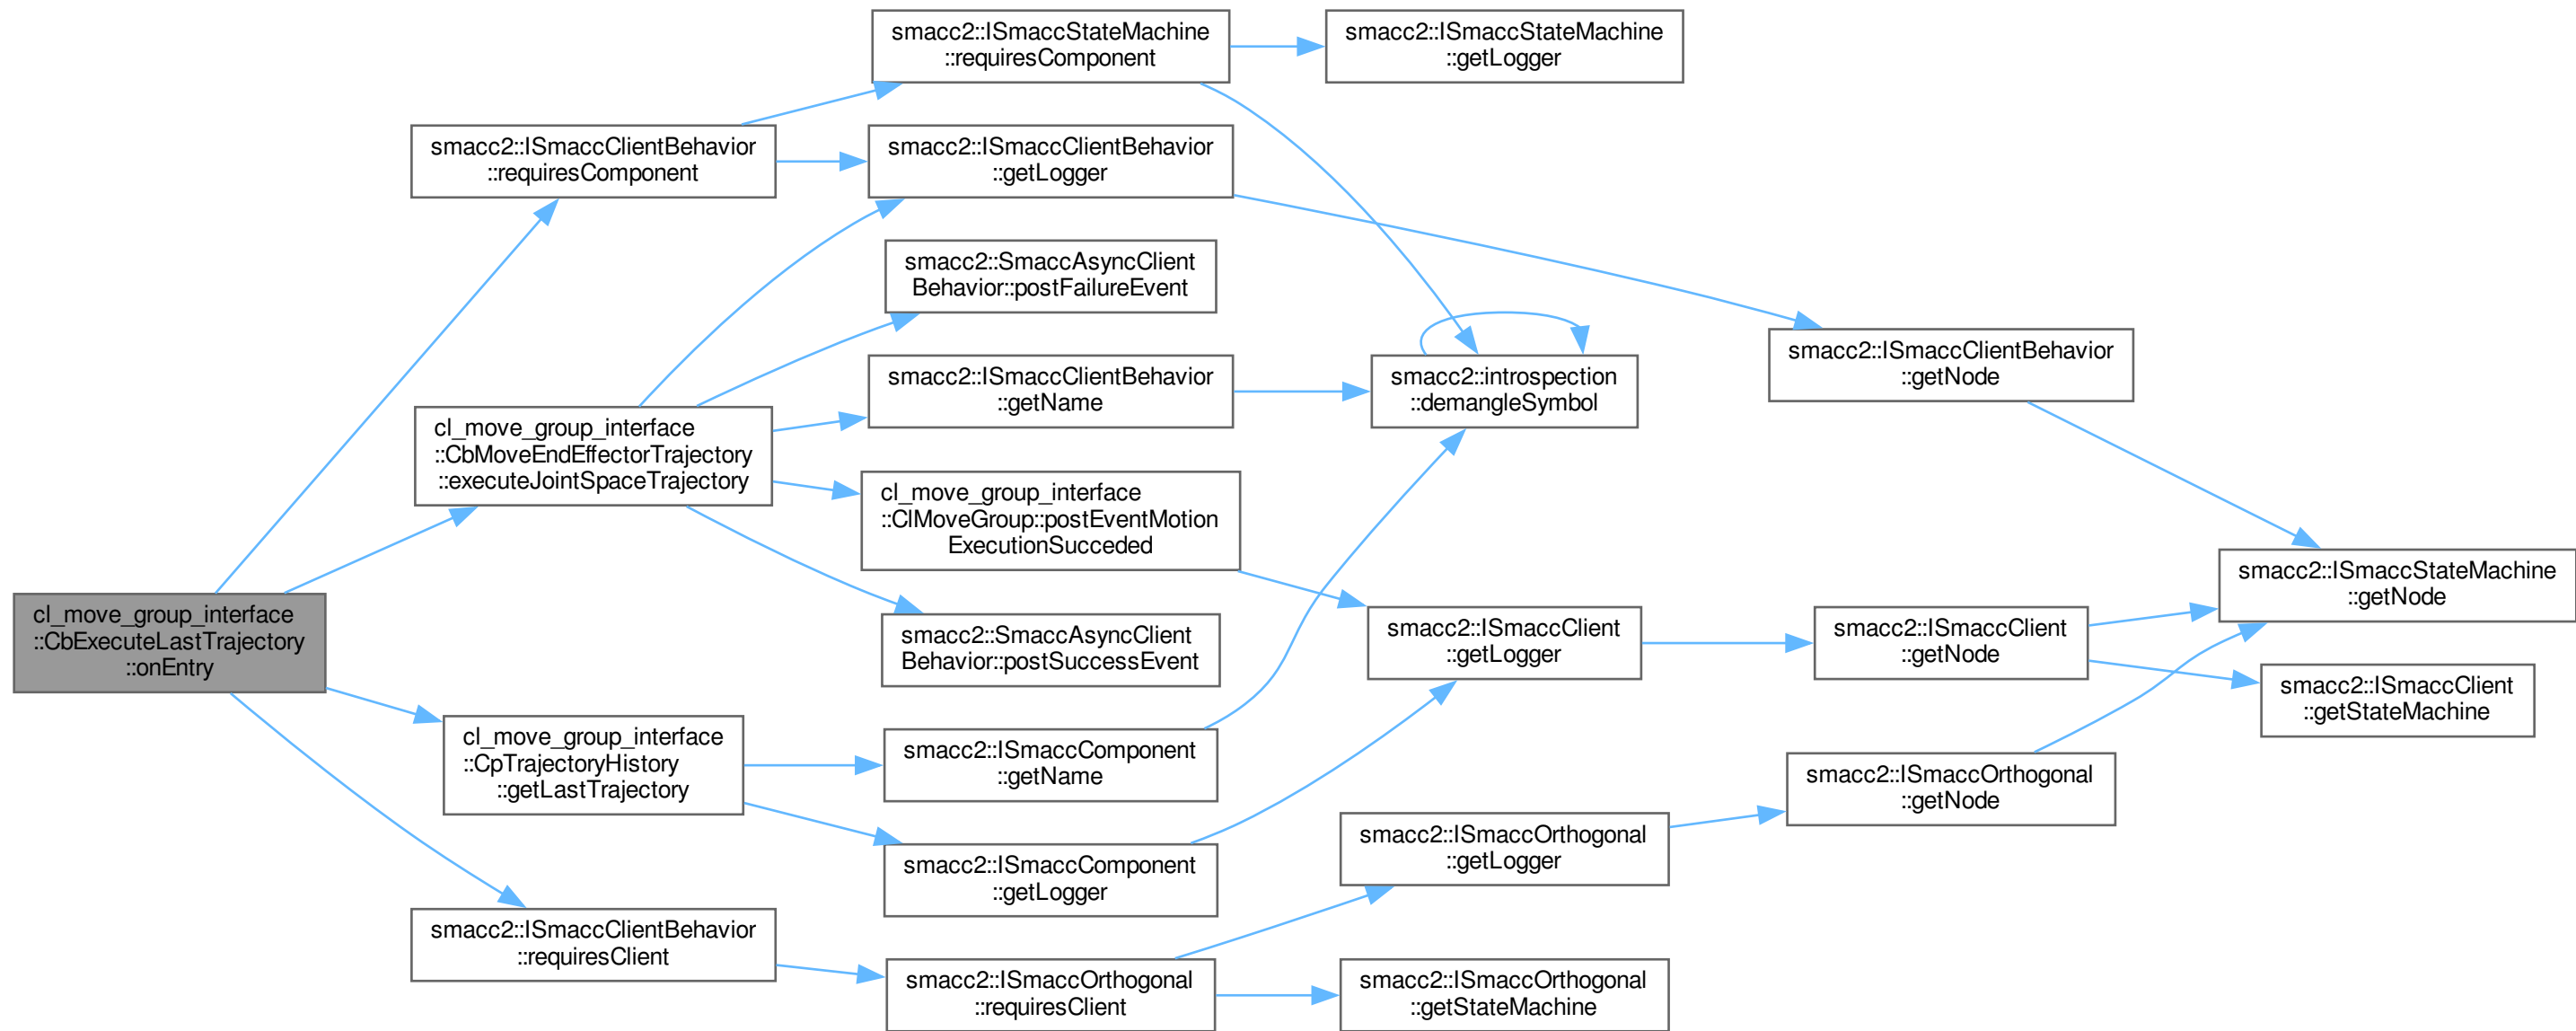 smacc2::ISmaccStateMachine
::requiresComponent
smacc2::ISmaccStateMachine
::getLogger
smacc2::ISmaccClientBehavior
::requiresComponent
smacc2::ISmaccClientBehavior
::getLogger
smacc2::SmaccAsyncClient
Behavior::postFailureEvent
smacc2::ISmaccClientBehavior
::getNode
smacc2::ISmaccClientBehavior
::getName
smacc2::introspection
::demangleSymbol
cl_move_group_interface
::CbMoveEndEffectorTrajectory
::executeJointSpaceTrajectory
cl_move_group_interface
::ClMoveGroup::postEventMotion
ExecutionSucceded
smacc2::ISmaccStateMachine
::getNode
cl_move_group_interface
::CbExecuteLastTrajectory
::onEntry
smacc2::SmaccAsyncClient
Behavior::postSuccessEvent
smacc2::ISmaccClient
::getLogger
smacc2::ISmaccClient
::getNode
smacc2::ISmaccClient
::getStateMachine
cl_move_group_interface
::CpTrajectoryHistory
::getLastTrajectory
smacc2::ISmaccComponent
::getName
smacc2::ISmaccOrthogonal
::getNode
smacc2::ISmaccComponent
::getLogger
smacc2::ISmaccOrthogonal
::getLogger
smacc2::ISmaccClientBehavior
::requiresClient
smacc2::ISmaccOrthogonal
::requiresClient
smacc2::ISmaccOrthogonal
::getStateMachine